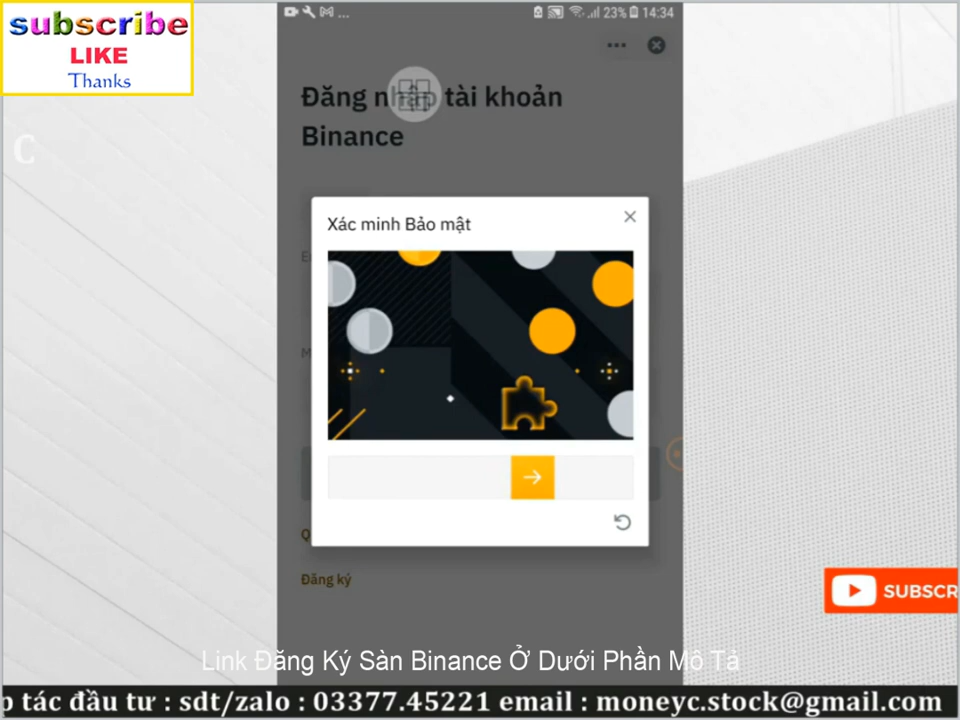 subscribe
LIKE
Thanks
C
...
23%
14:34
Đăng nhập tài khoản
Binance
Xác minh Bảo mật
Đăng ký
SUBSCR
Link Đăng Ký Sàn Binance Ở Dưới Phần Mô Tả
p tác đầu tư : sdt/zalo : 03377.45221 email : moneyc.stock@gmail.com